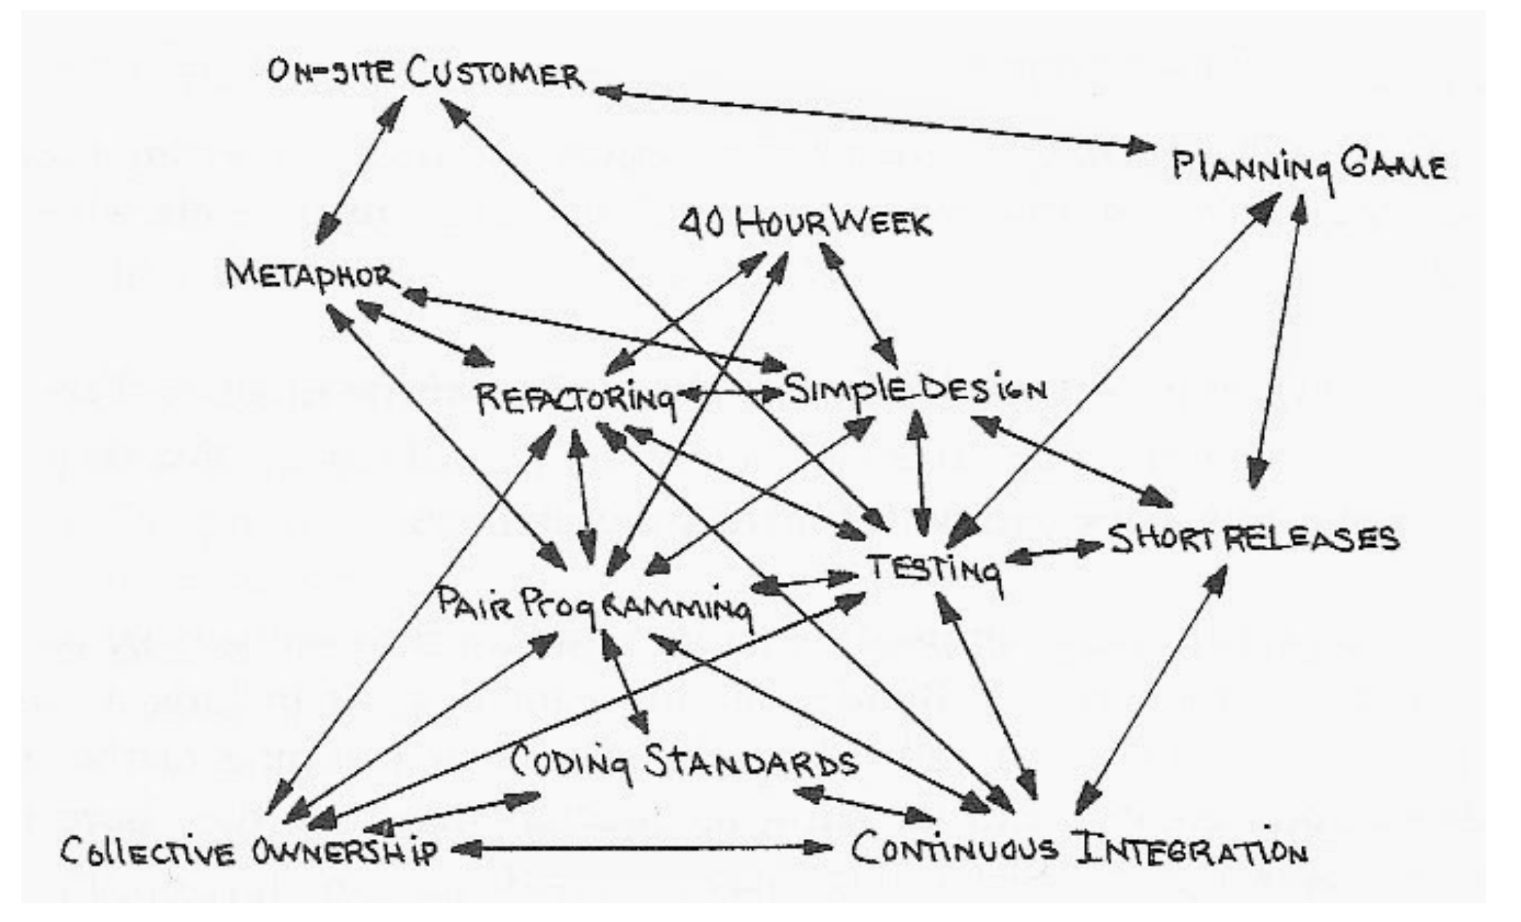 ON-SITE CUSTOMER
PLANNING GAME
40 HOUR WEEK
METAPHOR
REFACTORING
SIMPLE DESIGN
SHORT RELEASES
TESTING
PAIR PROGRAMMING
CODING STANDARDS
COLLECTIVE OWNERSHIP
CONTINUOUS INTEGRATION